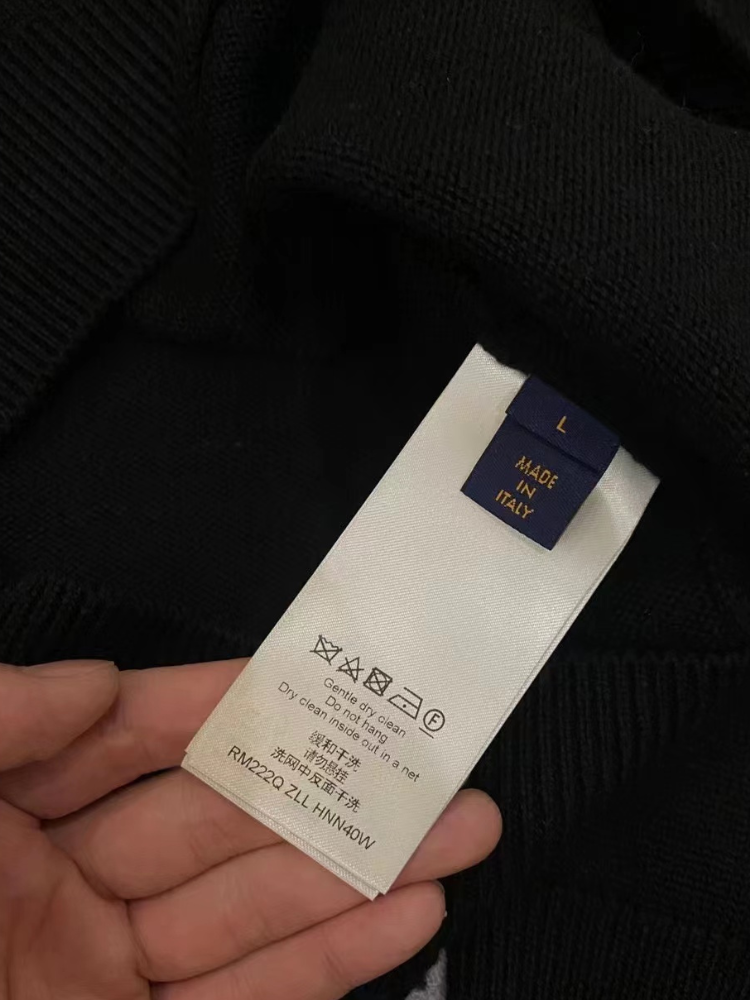 L
MADE
IN
ITALY
F
Gentle dry clean
Do not hang
Dry clean inside out in a net
缓和干洗
请勿悬挂
洗网中反面干洗
RM222Q ZLL HNN40W